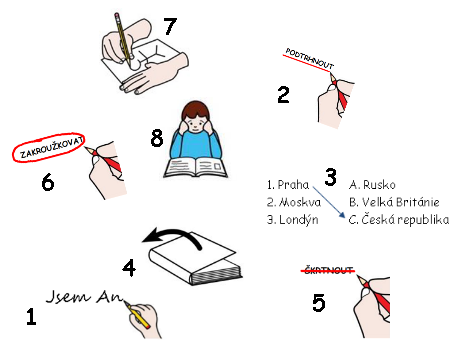 7
PODTRHNOUT
2
8
ZAKROUŽKOVAT
6
3
1. Praha A. Rusko
2. Moskva B. Velká Británie
3. Londýn C. Česká republika
4
Jsem An
1
ŠKRTNOUT
5